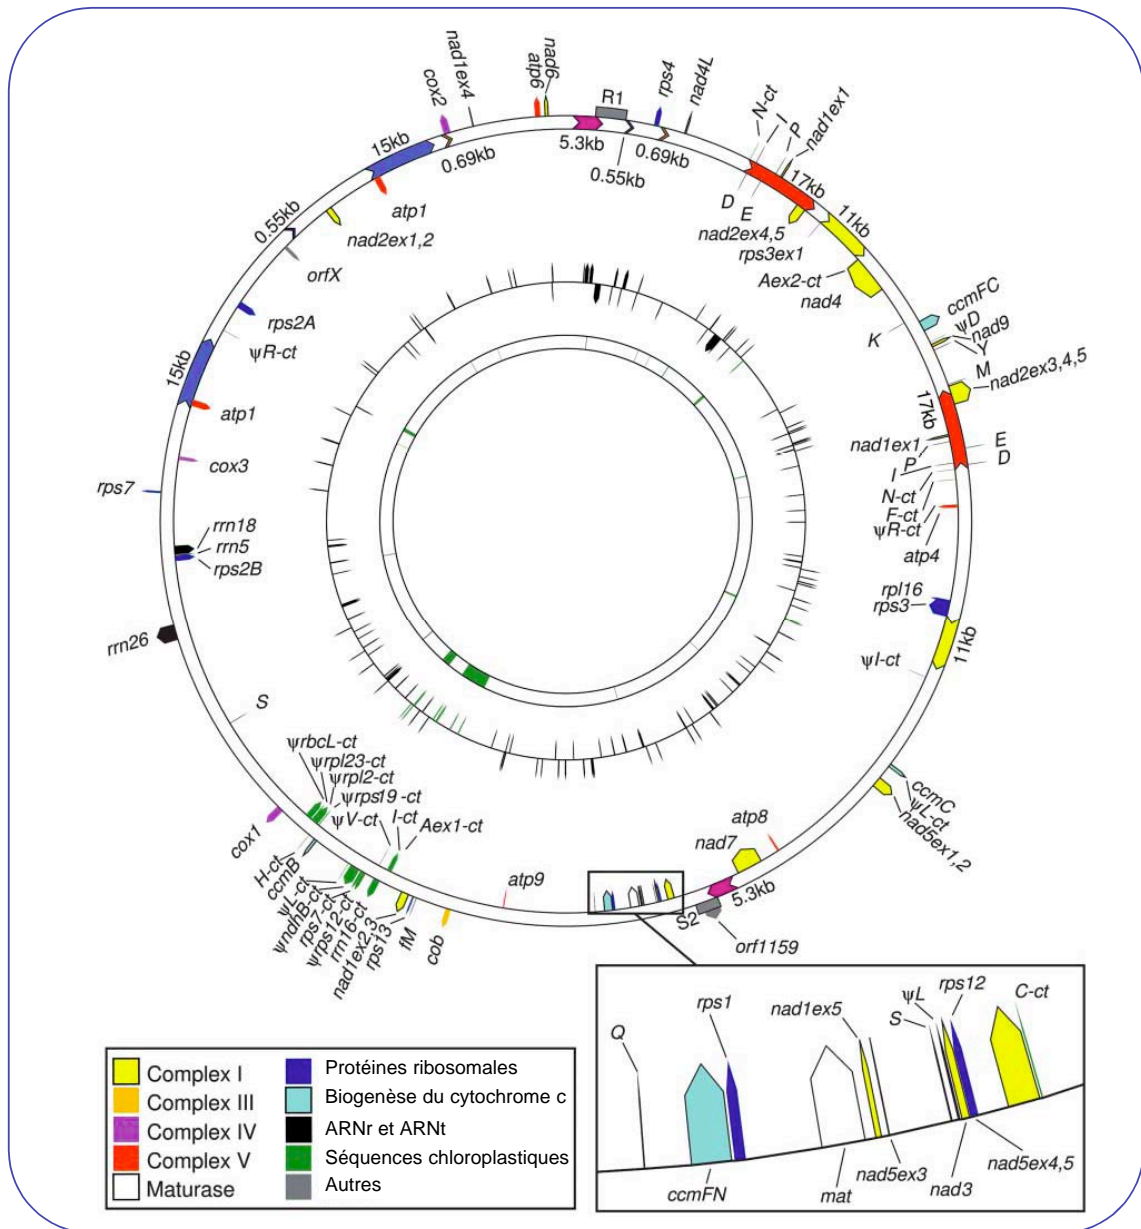 nad1ex4
cox2
atp6
nad6
R1
rps4
nad4L
N-ct
I
P
nad1ex1
15kb
0.69kb
5.3kb
0.55kb
0.69kb
17kb
D
E
nad2ex4,5
rps3ex1
11kb
Aex2-ct
nad4
atp1
nad2ex1,2
0.55kb
orfX
rps2A
ψR-ct
15kb
atp1
cox3
rps7
rrn18
rrn5
rps2B
rrn26
S
K
ccmFC
ψD
nad9
Y
M
nad2ex3,4,5
17kb
nad1ex1
E
P
D
I
N-ct
F-ct
ψR-ct
atp4
rpl16
rps3
11kb
ψI-ct
ccmC
ψL-ct
nad5ex1,2
atp8
nad7
5.3kb
S2
orf1159
atp9
ψrbcL-ct
ψrpl23-ct
ψrpl2-ct
ψrps19-ct
ψV-ct
I-ct
Aex1-ct
cox1
H-ct
ccmB
ψL-ct
ψndhB-ct
rps7-ct
ψrps12-ct
rrn16-ct
nad1ex2,3
rps13
fM
cob
Q
rps1
nad1ex5
S
ψL
rps12
C-ct
ccmFN
mat
nad5ex3
nad3
nad5ex4,5
Complex I
Complex III
Complex IV
Complex V
Maturase
Protéines ribosomales
Biogenèse du cytochrome c
ARNr et ARNt
Séquences chloroplastiques
Autres